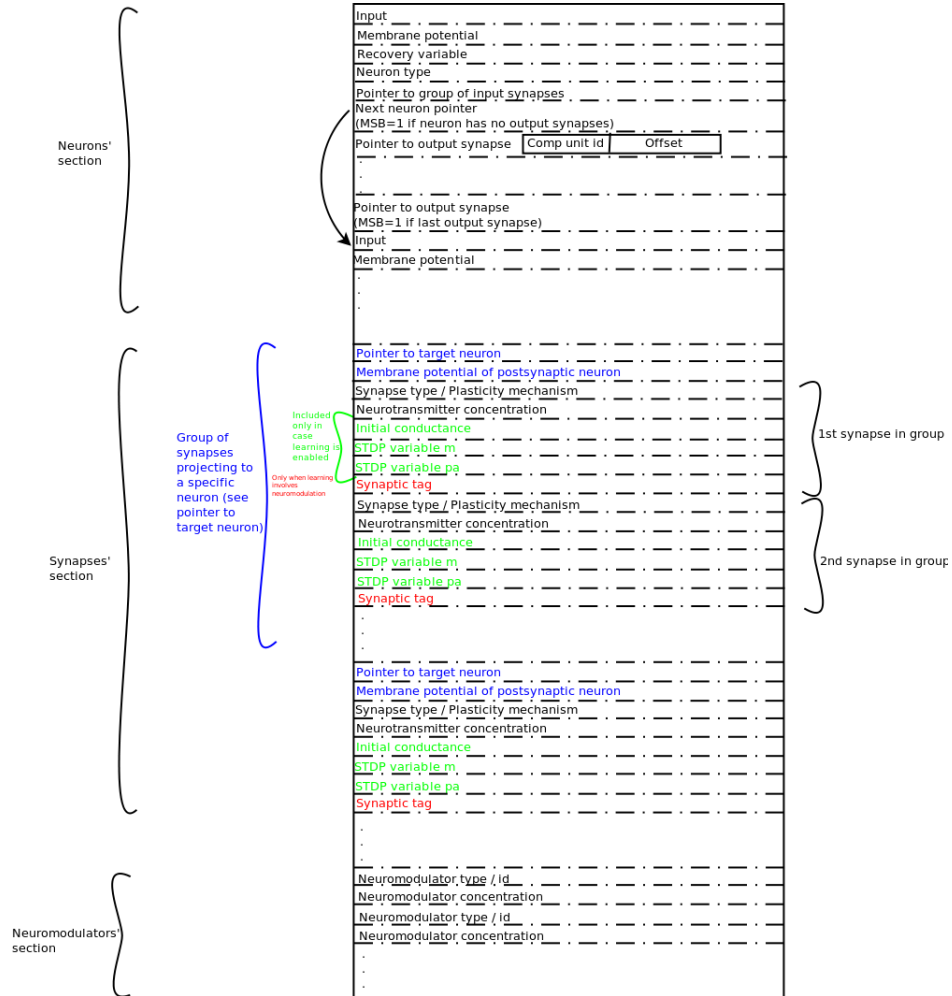 Input
Membrane potential
Recovery variable
Neuron type
Pointer to group of input synapses
Next neuron pointer
(MSB=1 if neuron has no output synapses)
Pointer to output synapse
Comp unit id
Offset
Neurons'
section
Pointer to output synapse
(MSB=1 if last output synapse)
Input
Membrane potential
Pointer to target neuron
Membrane potential of postsynaptic neuron
Synapse type / Plasticity mechanism
Neurotransmitter concentration
Initial conductance
STDP variable m
STDP variable pa
Synaptic tag
Included
only in
case
learning is
enabled
Only when learning
involves
neuromodulation
1st synapse in group
Group of
synapses
projecting to
a specific
neuron (see
pointer to
target neuron)
Synapse type / Plasticity mechanism
Neurotransmitter concentration
Initial conductance
STDP variable m
STDP variable pa
Synaptic tag
2nd synapse in group
Synapses'
section
Pointer to target neuron
Membrane potential of postsynaptic neuron
Synapse type / Plasticity mechanism
Neurotransmitter concentration
Initial conductance
STDP variable m
STDP variable pa
Synaptic tag
Neuromodulator type / id
Neuromodulator concentration
Neuromodulator type / id
Neuromodulator concentration
Neuromodulators'
section